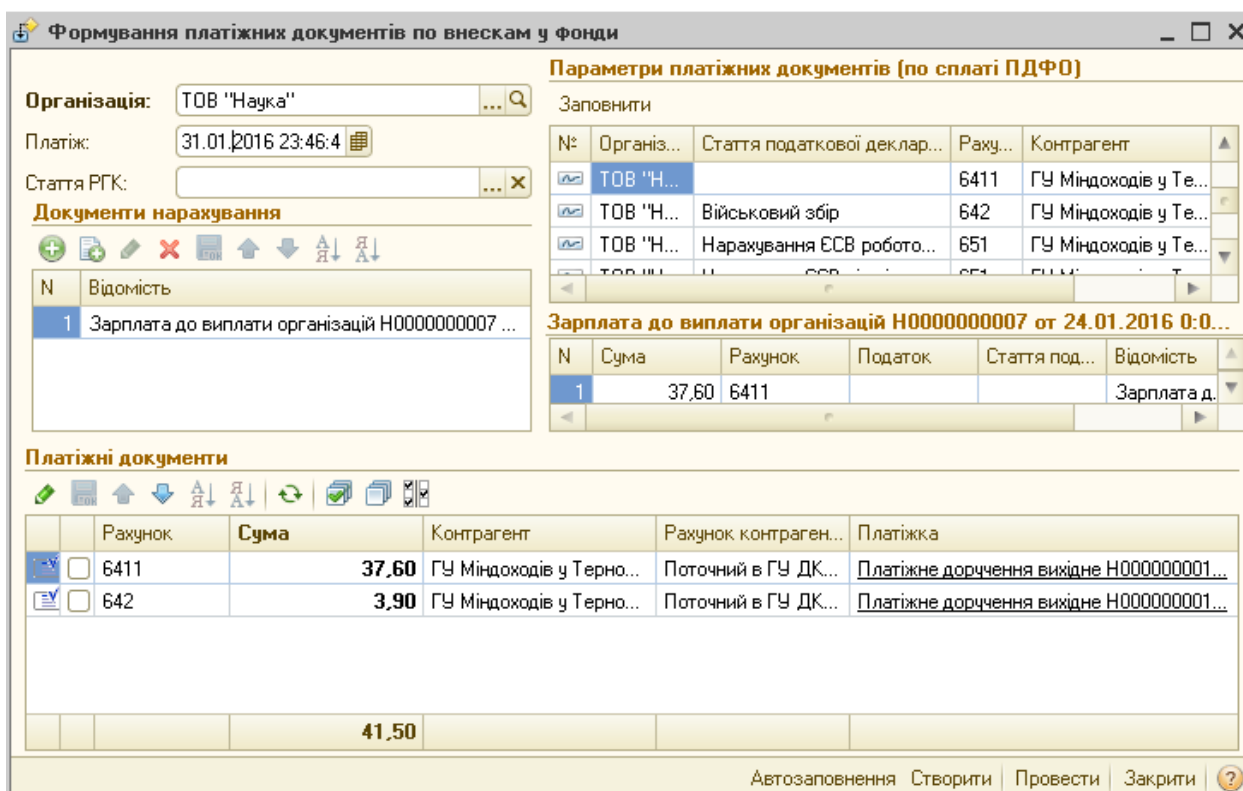 Формування платіжних документів по внескам у фонди
Параметри платіжних документів (по сплаті ПДФО)
Організація: ТОВ "Наука" ...
Заповнити
Платіж: 31.01.2016 23:46:4
№ Організ... Стаття податкової деклар... Раху... Контрагент
Стаття РГК: ...
ТОВ "Н... 6411 ГУ Міндоходів у Те...
Документи нарахування
ТОВ "Н... Військовий збір 642 ГУ Міндоходів у Те...
ТОВ "Н... Нарахування ЄСВ робото... 651 ГУ Міндоходів у Те...
N Відомість
1 Зарплата до виплати організацій Н0000000007 ...
Зарплата до виплати організацій Н0000000007 от 24.01.2016 0:0...
N Сума Рахунок Податок Стаття под... Відомість
1 37,60 6411 Зарплата д.
Платіжні документи
Рахунок Сума Контрагент Рахунок контраген... Платіжка
6411 37,60 ГУ Міндоходів у Терно... Поточний в ГУ ДК... Платіжне доручення вихідне Н000000001...
642 3,90 ГУ Міндоходів у Терно... Поточний в ГУ ДК... Платіжне доручення вихідне Н000000001...
41,50
Автозаповнення Створити Провести Закрити ?